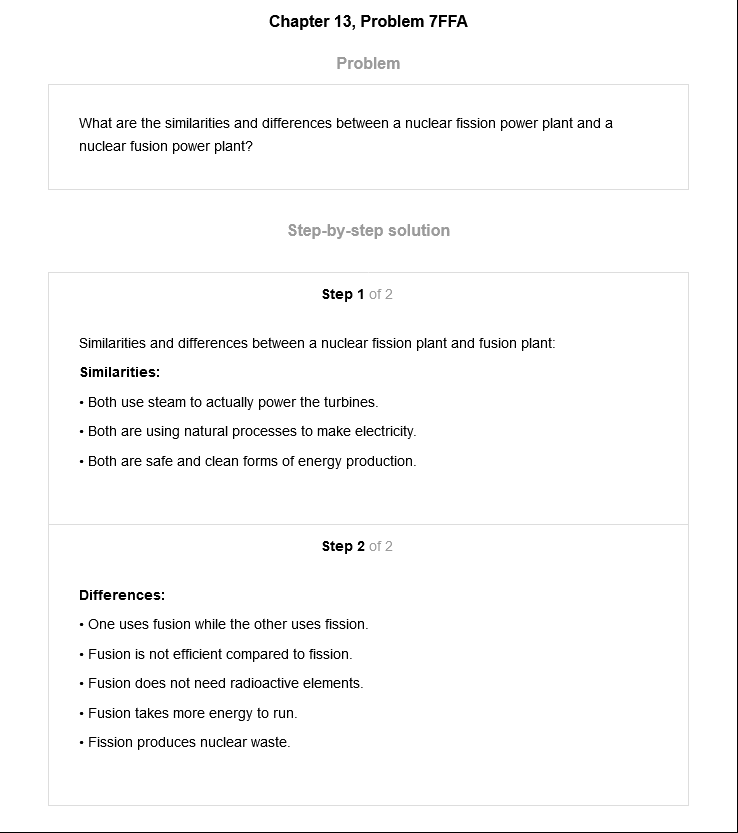 Chapter 13, Problem 7FFA
Problem
What are the similarities and differences between a nuclear fission power plant and a
nuclear fusion power plant?
Step-by-step solution
Step 1 of 2
Similarities and differences between a nuclear fission plant and fusion plant:
Similarities:
• Both use steam to actually power the turbines.
• Both are using natural processes to make electricity.
• Both are safe and clean forms of energy production.
Step 2 of 2
Differences:
• One uses fusion while the other uses fission.
• Fusion is not efficient compared to fission.
• Fusion does not need radioactive elements.
• Fusion takes more energy to run.
• Fission produces nuclear waste.